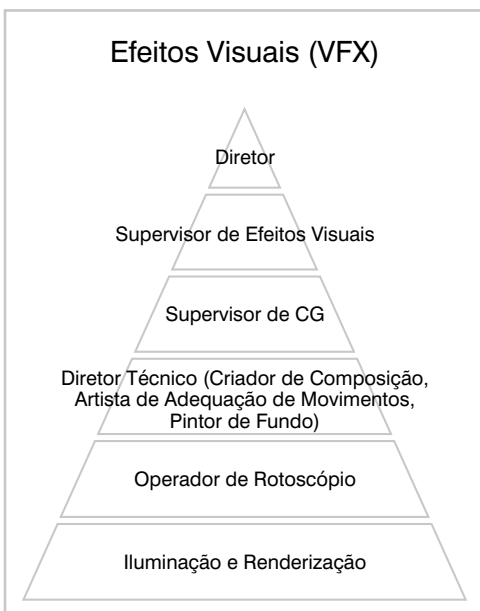 Efeitos Visuais (VFX)
Diretor
Supervisor de Efeitos Visuais
Supervisor de CG
Diretor Técnico (Criador de Composição,
Artista de Adequação de Movimentos,
Pintor de Fundo)
Operador de Rotoscópio
Iluminação e Renderização